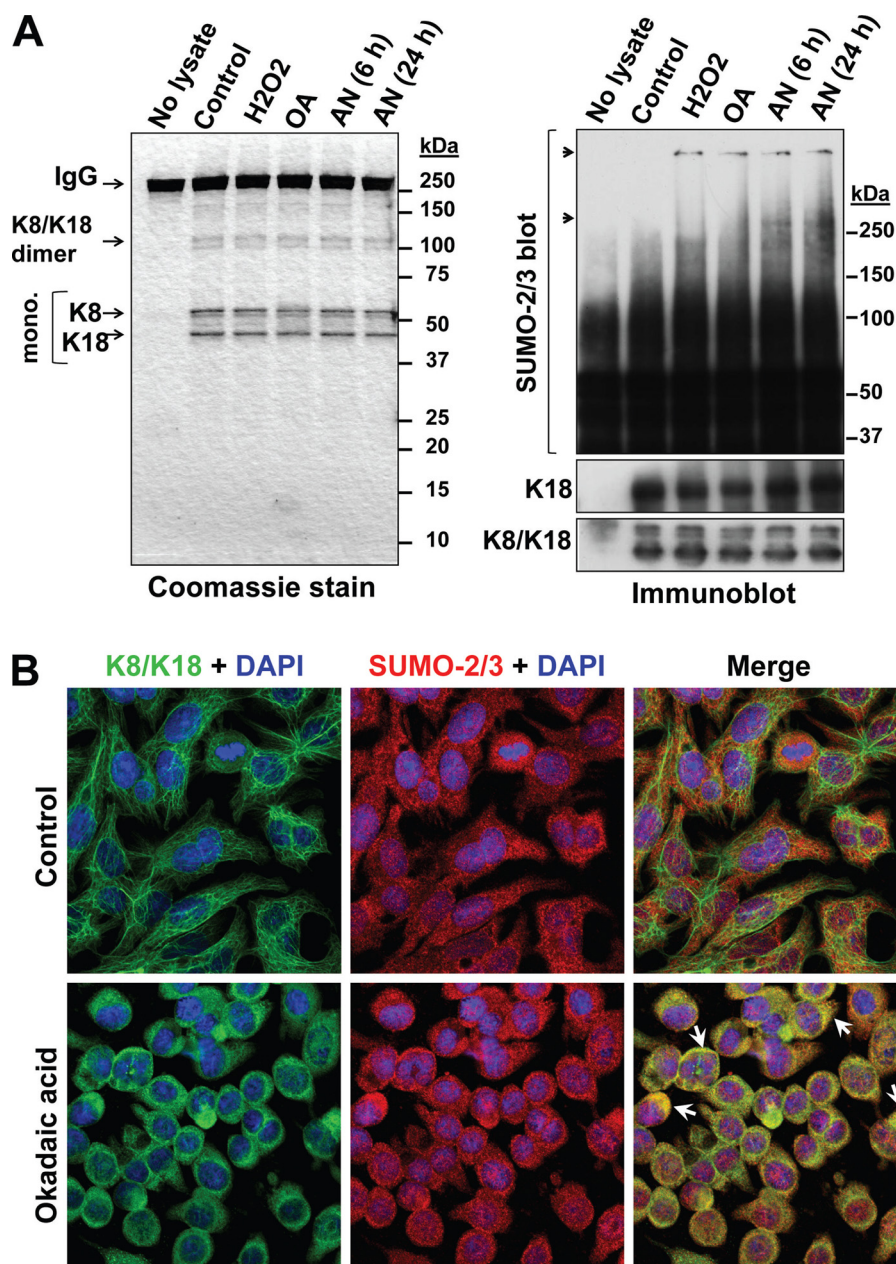 A
No lysate
Control
H2O2
OA
AN (6 h)
AN (24 h)
kDa
IgG
250
150
K8/K18
dimer
100
75
mono.
K8
50
K18
37
25
20
15
10
Coomassie stain
No lysate
Control
H2O2
OA
AN (6 h)
AN (24 h)
kDa
SUMO-2/3 blot
250
150
100
50
37
K18
K8/K18
Immunoblot
B
K8/K18 + DAPI
SUMO-2/3 + DAPI
Merge
Control
Okadaic acid